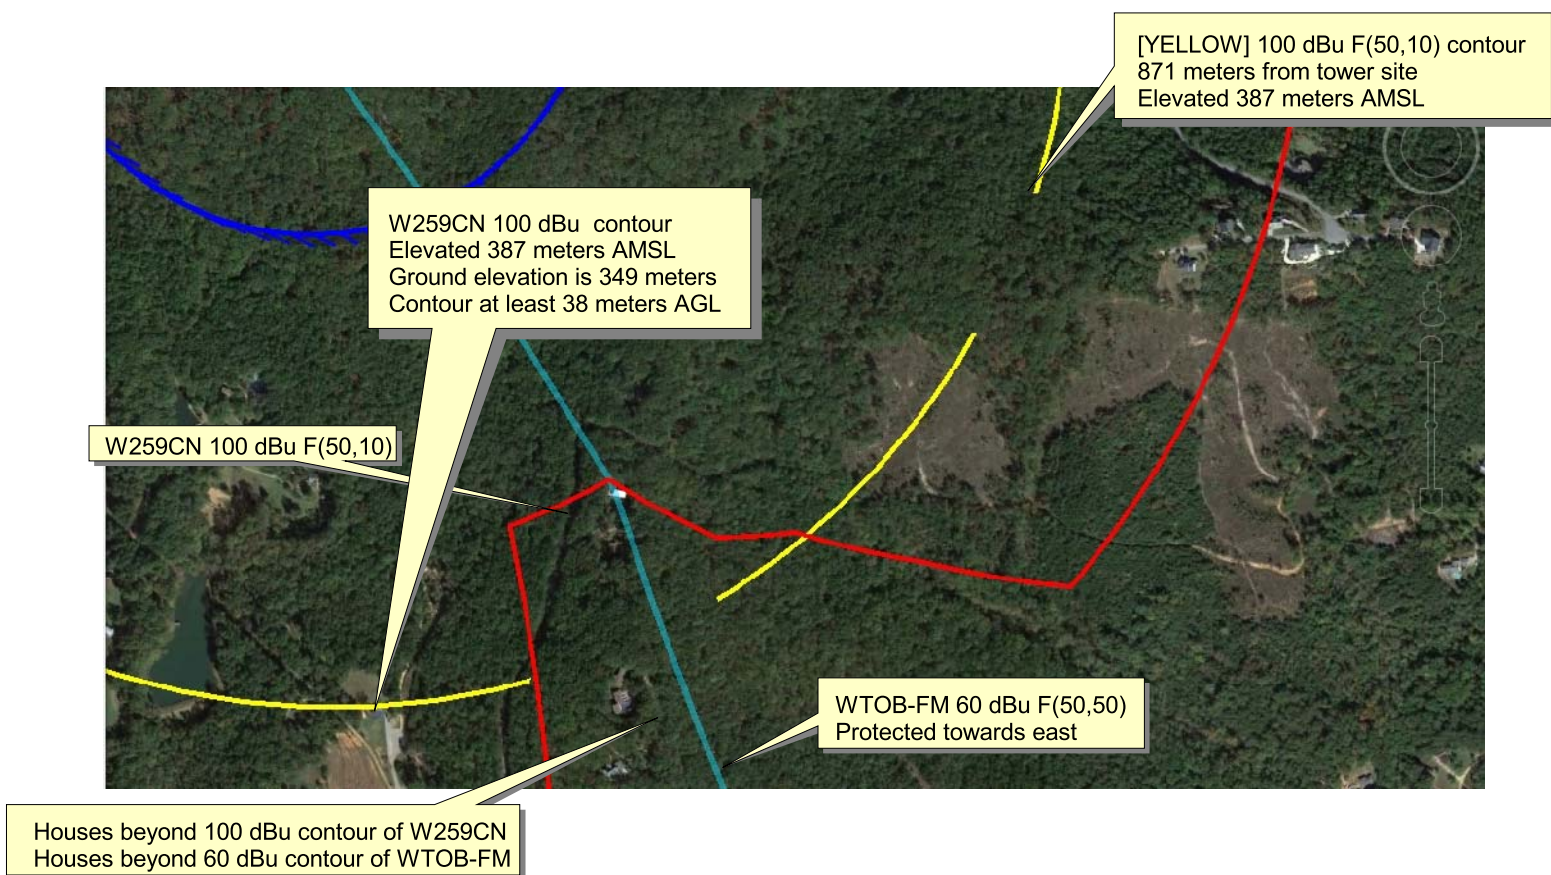 [YELLOW] 100 dBu F(50,10) contour
871 meters from tower site
Elevated 387 meters AMSL
W259CN 100 dBu  contour
Elevated 387 meters AMSL
Ground elevation is 349 meters
Contour at least 38 meters AGL
W259CN 100 dBu F(50,10)
WTOB-FM 60 dBu F(50,50)
Protected towards east
Houses beyond 100 dBu contour of W259CN
Houses beyond 60 dBu contour of WTOB-FM